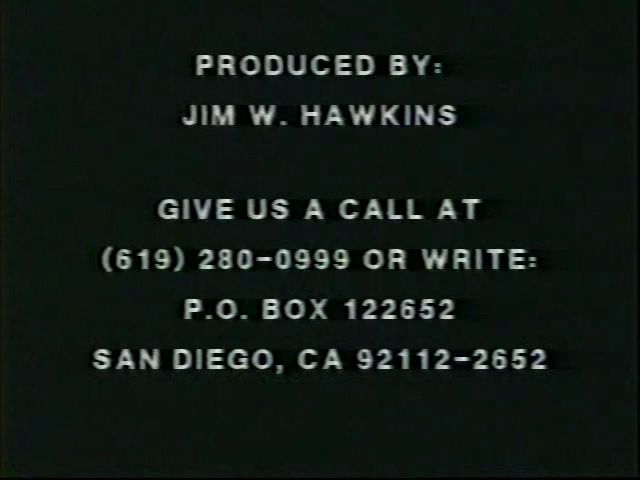 PRODUCED BY:
JIM W. HAWKINS
GIVE US A CALL AT
(619) 280-0999 OR WRITE:
P.O. BOX 122652
SAN DIEGO, CA 92112-2652